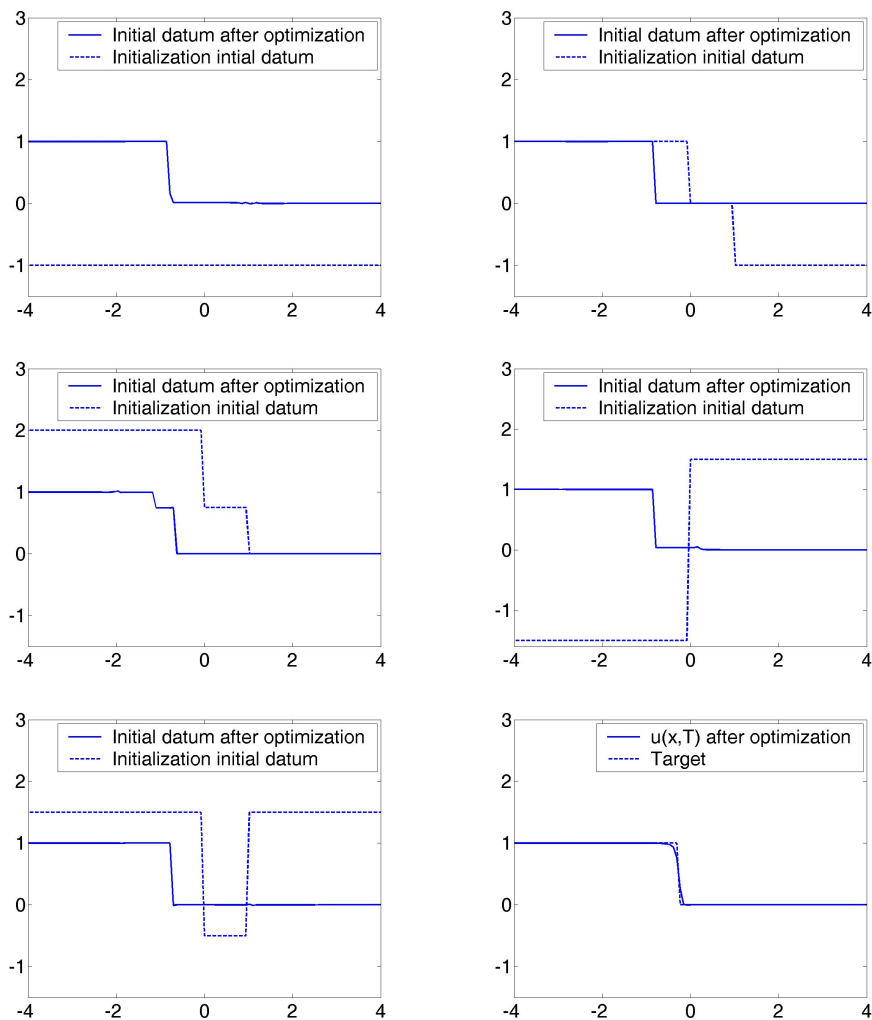 3
Initial datum after optimization
Initialization intial datum
2
1
0
-1
-4 -2 0 2 4
3
Initial datum after optimization
Initialization initial datum
2
1
0
-1
-4 -2 0 2 4
3
Initial datum after optimization
Initialization initial datum
2
1
0
-1
-4 -2 0 2 4
3
Initial datum after optimization
Initialization initial datum
2
1
0
-1
-4 -2 0 2 4
3
Initial datum after optimization
Initialization initial datum
2
1
0
-1
-4 -2 0 2 4
3
u(x,T) after optimization
Target
2
1
0
-1
-4 -2 0 2 4